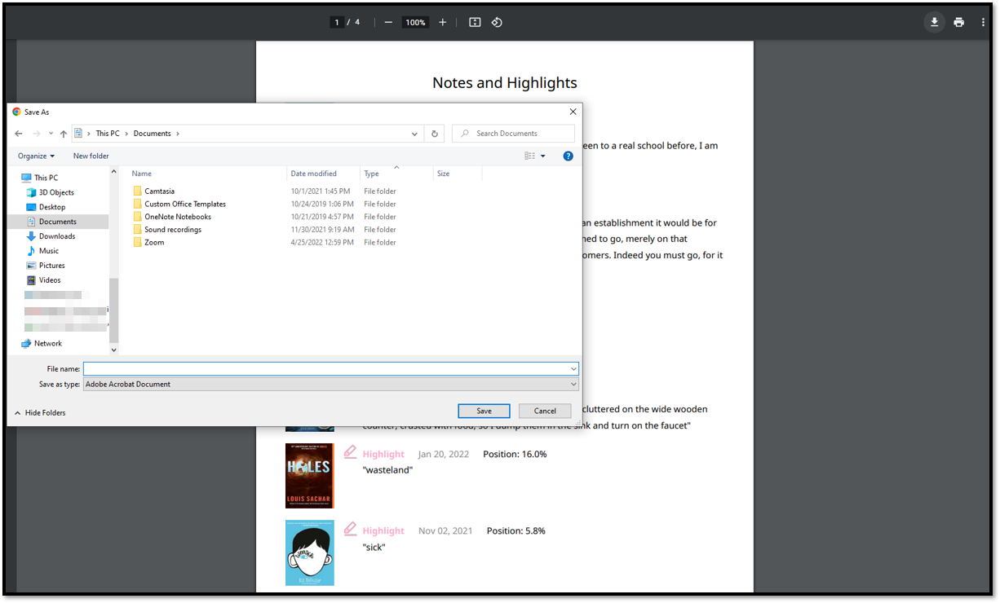 1 / 4 100%
Notes and Highlights
Save As
This PC Documents
Search Documents
een to a real school before, I am
Organize New folder
Name Date modified Type Size
This PC
3D Objects
Desktop
Documents
Downloads
Music
Pictures
Videos
Network
Camtasia 10/1/2021 1:45 PM File folder
Custom Office Templates 10/24/2019 1:06 PM File folder
OneNote Notebooks 10/21/2019 4:57 PM File folder
Sound recordings 11/30/2021 9:19 AM File folder
Zoom 4/25/2022 12:59 PM File folder
an establishment it would be for
ned to go, merely on that
omers. Indeed you must go, for it
File name:
Save as type: Adobe Acrobat Document
Hide Folders
Save Cancel
cluttered on the wide wooden
counter, crusted with food, so I dump them in the sink and turn on the faucet"
HOLES
LOUIS SACHAR
Highlight Jan 20, 2022 Position: 16.0%
"wasteland"
Wonder
Highlight Nov 02, 2021 Position: 5.8%
"sick"